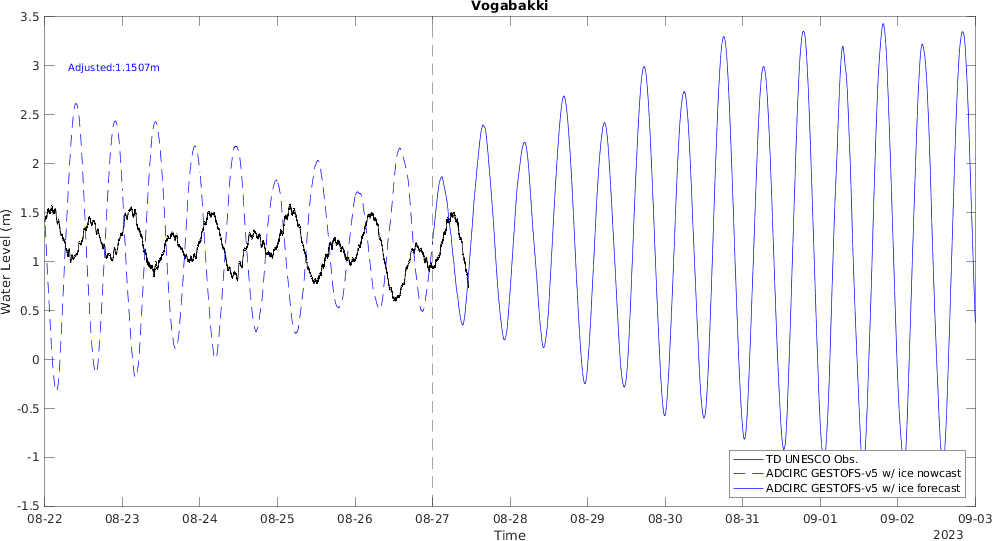 Vogabakki
Adjusted:1.1507m
Water Level (m)
3.5
3
2.5
2
1.5
1
0.5
0
-0.5
-1
-1.5
TD UNESCO Obs.
ADCIRC GESTOFS-v5 w/ ice nowcast
ADCIRC GESTOFS-v5 w/ ice forecast
08-22 08-23 08-24 08-25 08-26 08-27 08-28 08-29 08-30 08-31 09-01 09-02 09-03
Time
2023